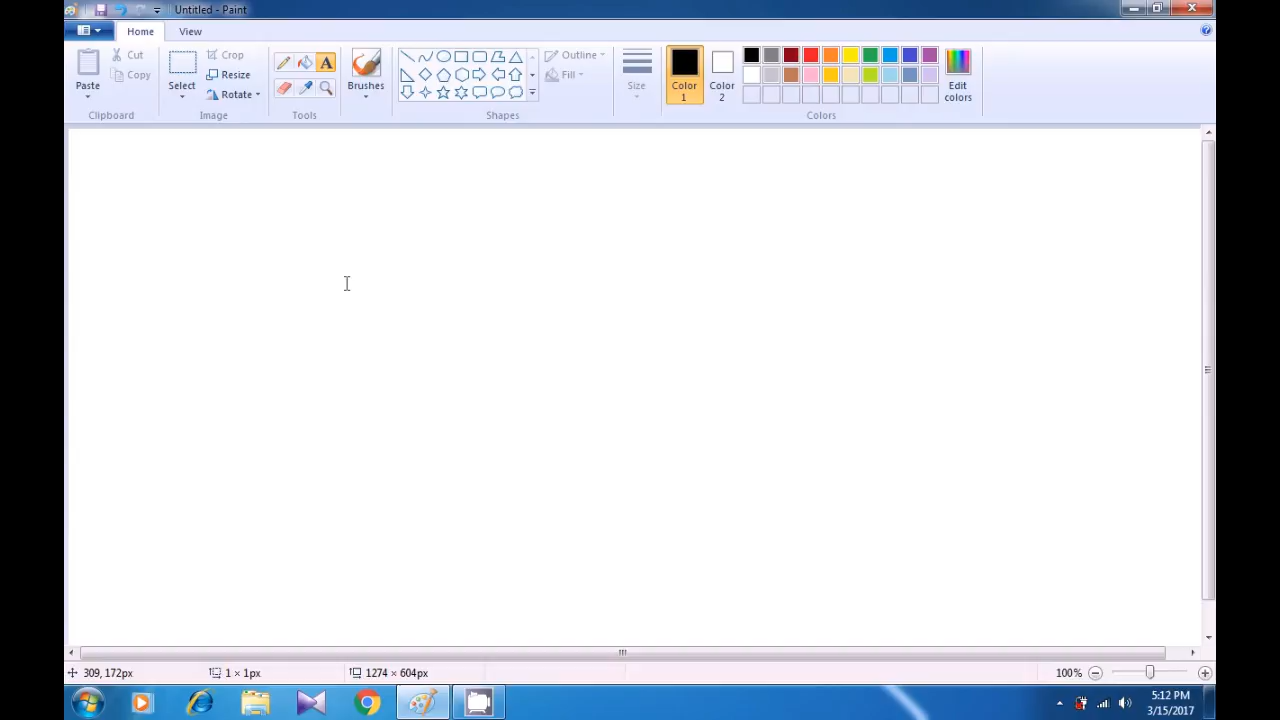 Untitled - Paint
Home View
Paste
Cut
Copy
Clipboard
Select
Crop
Resize
Rotate
Image
A
Tools
Brushes
Shapes
Outline
Fill
Size
Color
1
Color
2
Edit
colors
Colors
309, 172px 1 × 1px 1274 × 604px 100%
5:12 PM
3/15/2017